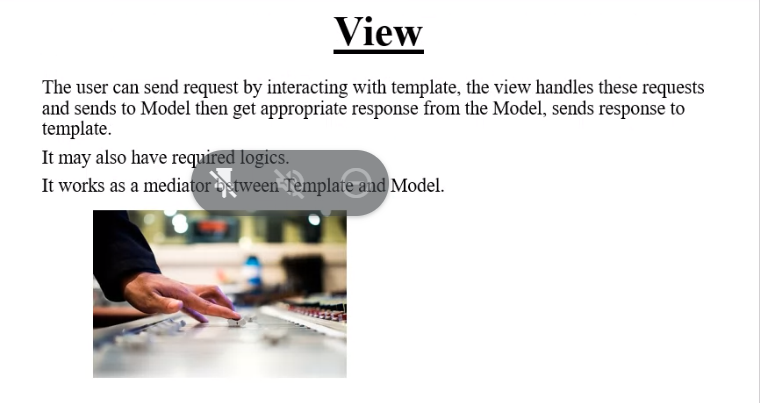 View
The user can send request by interacting with template, the view handles these requests
and sends to Model then get appropriate response from the Model, sends response to
template.
It may also have required logics.
It works as a mediator between Template and Model.